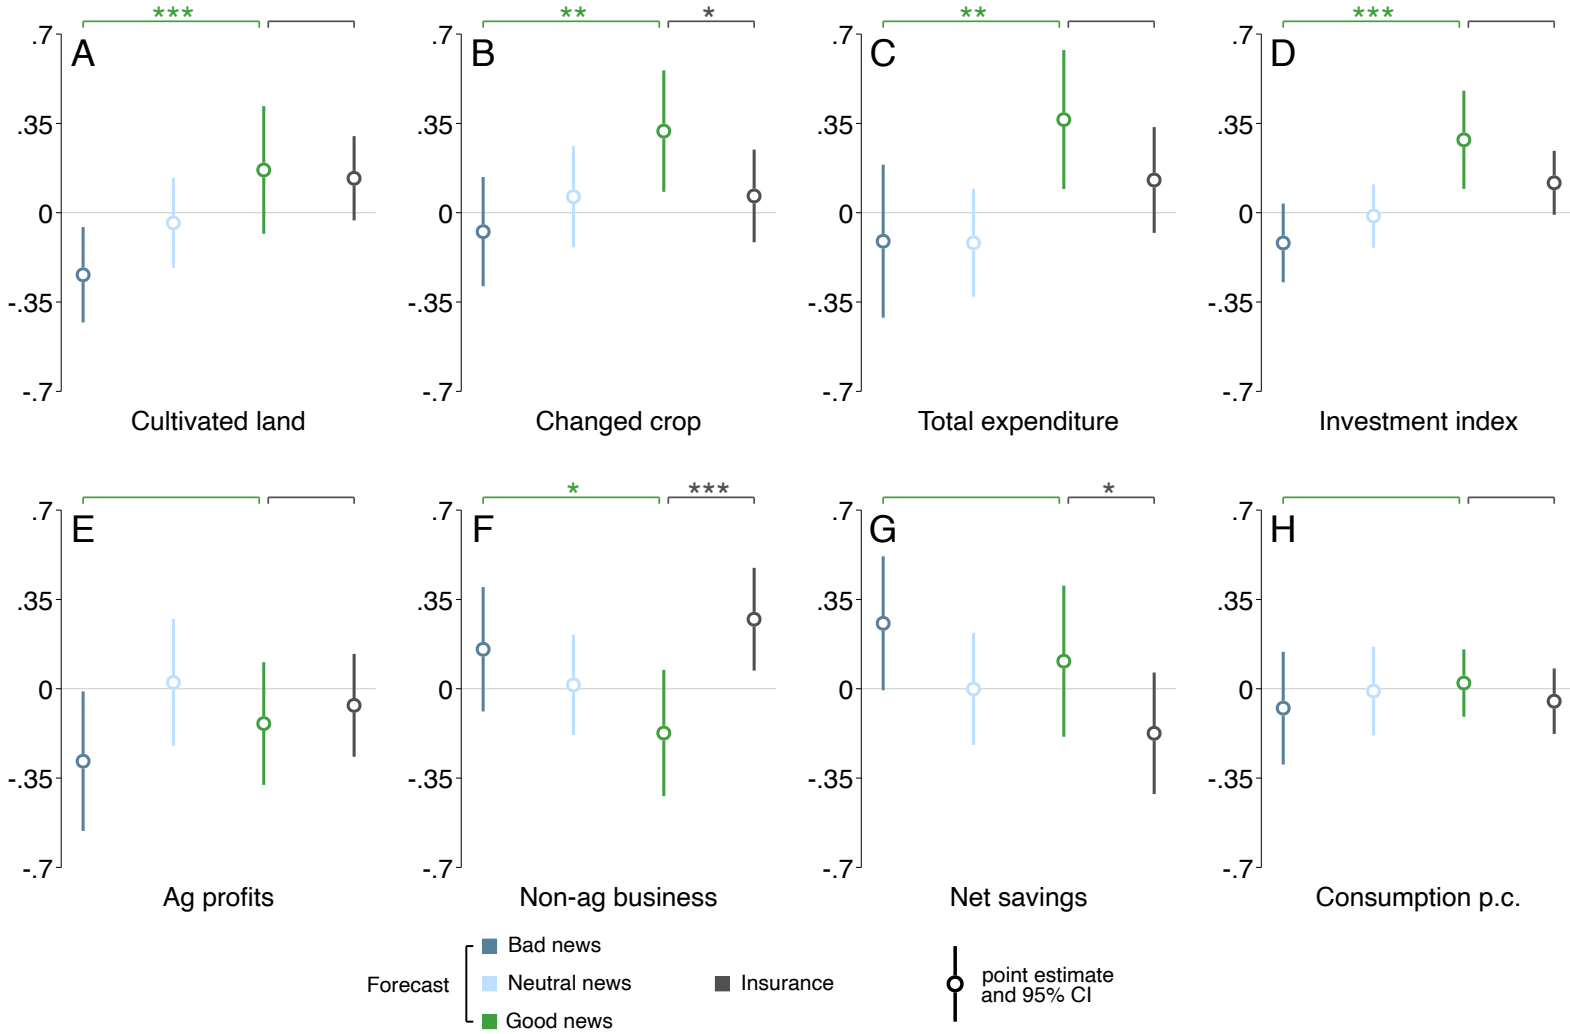 *** 
A
.7
.35
0
-.35
-.7
Cultivated land
** *
B
.7
.35
0
-.35
-.7
Changed crop
**
C
.7
.35
0
-.35
-.7
Total expenditure
***
D
.7
.35
0
-.35
-.7
Investment index
E
.7
.35
0
-.35
-.7
Ag profits
* ***
F
.7
.35
0
-.35
-.7
Non-ag business
*
G
.7
.35
0
-.35
-.7
Net savings
H
.7
.35
0
-.35
-.7
Consumption p.c.
Forecast
Bad news
Neutral news
Good news
Insurance
point estimate
and 95% CI